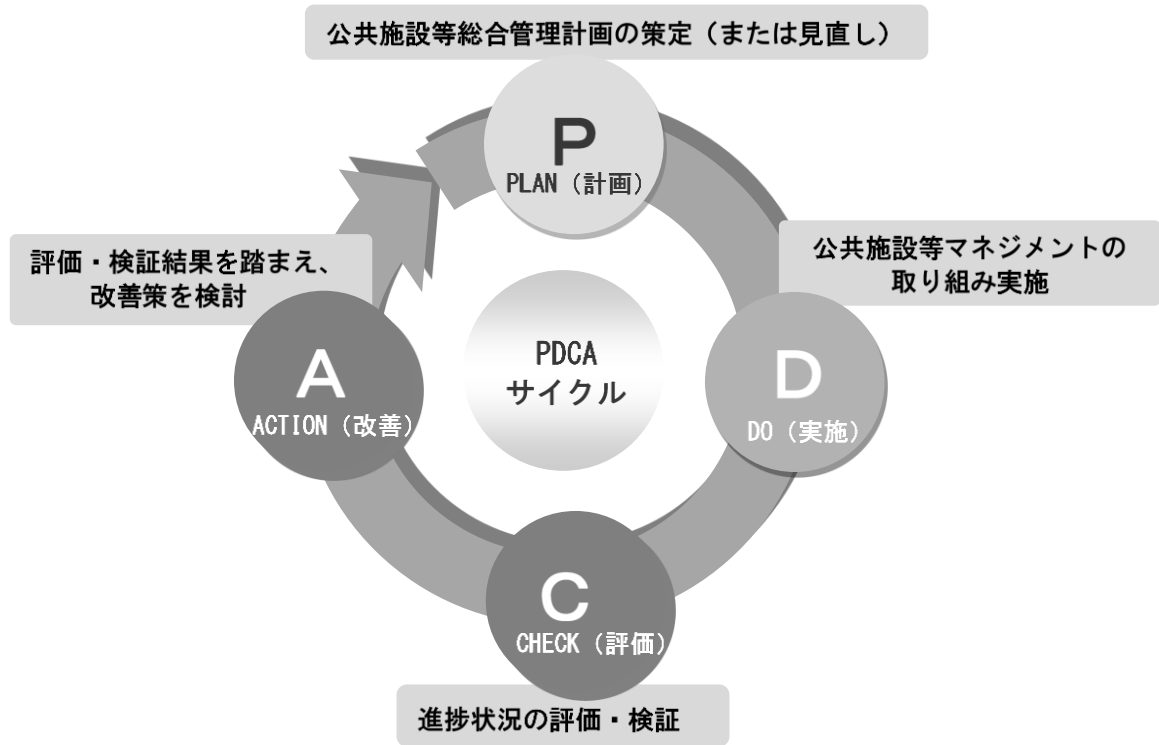 公共施設等総合管理計画の策定（または見直し）
P
PLAN（計画）
公共施設等マネジメントの
取り組み実施
D
DO（実施）
評価・検証結果を踏まえ、
改善策を検討
A
ACTION（改善）
PDCA
サイクル
C
CHECK（評価）
進捗状況の評価・検証